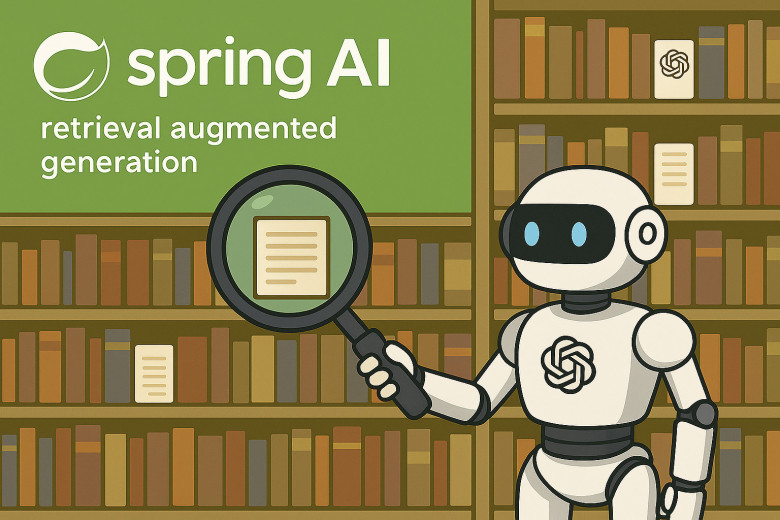 spring AI
retrieval augmented
generation